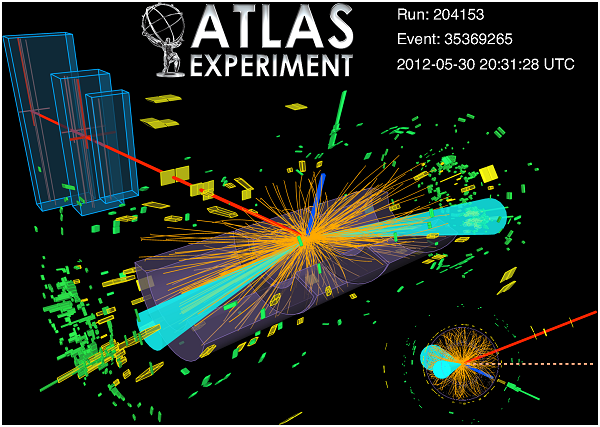 ATLAS
EXPERIMENT
Run: 204153
Event: 35369265
2012-05-30 20:31:28 UTC